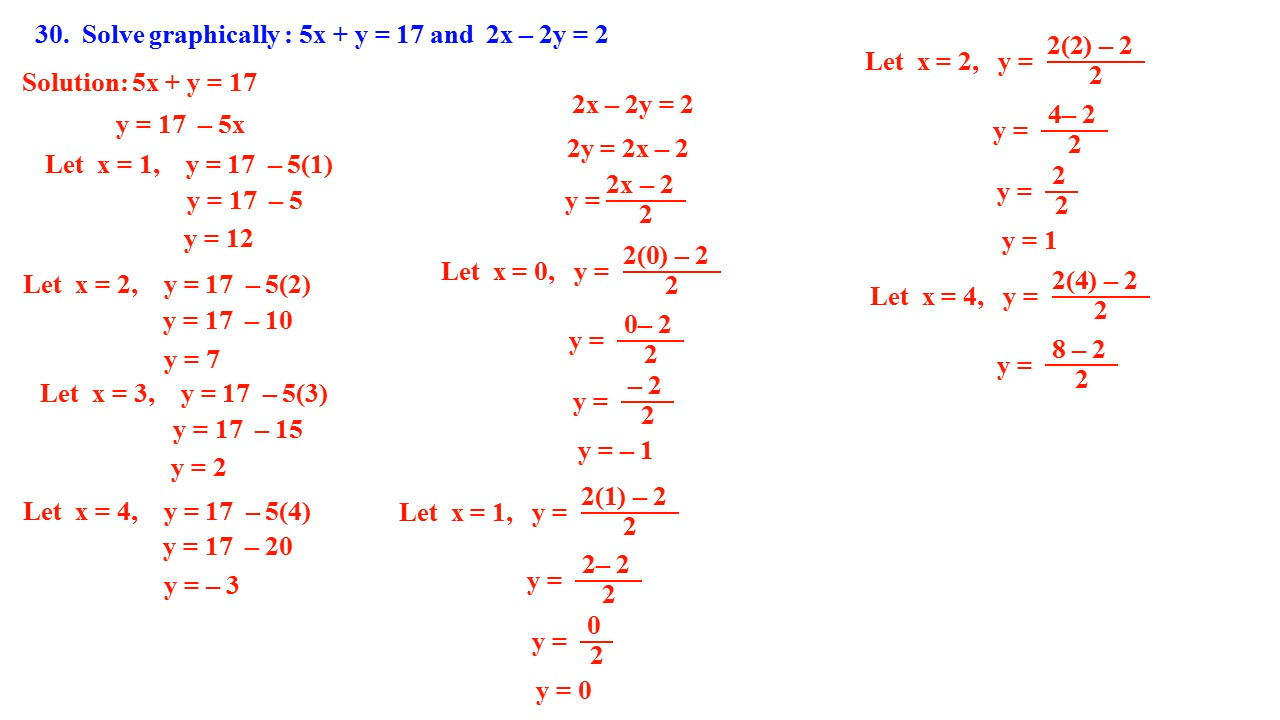 30. Solve graphically : 5x + y = 17 and 2x – 2y = 2
Solution: 5x + y = 17
y = 17 – 5x
Let x = 1, y = 17 – 5(1)
y = 17 – 5
y = 12
Let x = 2, y = 17 – 5(2)
y = 17 – 10
y = 7
Let x = 3, y = 17 – 5(3)
y = 17 – 15
y = 2
Let x = 4, y = 17 – 5(4)
y = 17 – 20
y = – 3
2x – 2y = 2
2y = 2x – 2
y = 2x – 2 / 2
Let x = 0, y = 2(0) – 2 / 2
y = 0– 2 / 2
y = – 2 / 2
y = – 1
Let x = 1, y = 2(1) – 2 / 2
y = 2– 2 / 2
y = 0 / 2
y = 0
Let x = 2, y = 2(2) – 2 / 2
y = 4– 2 / 2
y = 2 / 2
y = 1
Let x = 4, y = 2(4) – 2 / 2
y = 8 – 2 / 2